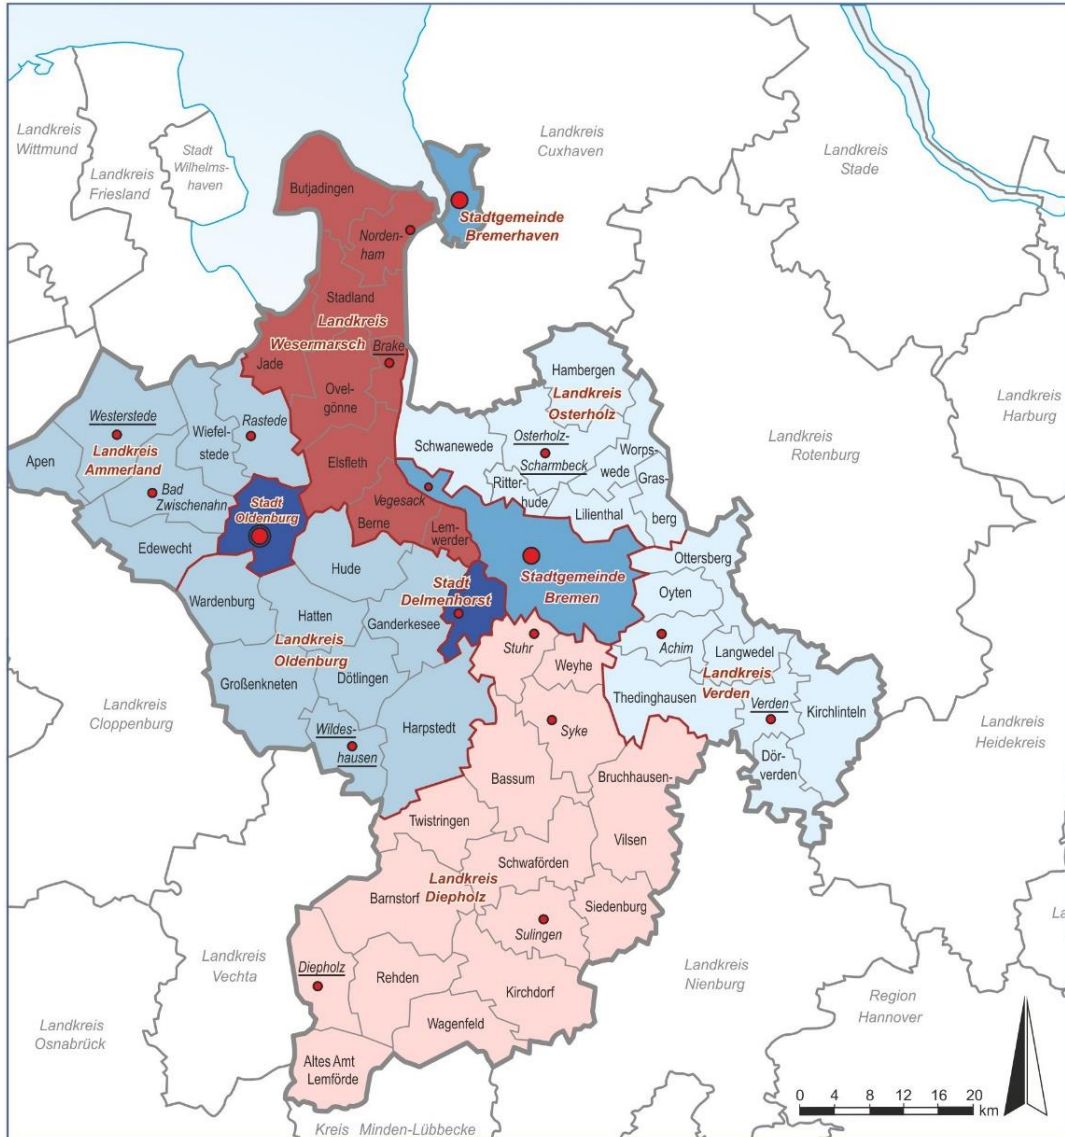 Landkreis
Wittmund
Landkreis
Friesland
Stadt
Wilhelms-
haven
Landkreis
Cuxhaven
Landkreis
Stade
Butjadingen
Norden-
ham
Stadtgemeinde
Bremerhaven
Stadland
Landkreis
Wesermarsch
Brake
Jade
Ovel-
gönne
Elsfleth
Berne
Lem-
werder
Landkreis
Harburg
Landkreis
Rotenburg
Hambergen
Landkreis
Osterholz
Schwanewede
Osterholz-
Scharmbeck
Worps-
wede
Gras-
berg
Ritter-
hude
Lilienthal
Vegesack
Westerstede
Wiefel-
stede
Rastede
Apen
Landkreis
Ammerland
Bad
Zwischenahn
Edewecht
Stadt
Oldenburg
Stadt
Delmenhorst
Stadtgemeinde
Bremen
Ottersberg
Oyten
Achim
Langwedel
Landkreis
Verden
Thedinghausen
Verden
Kirchlinteln
Dör-
verden
Hude
Wardenburg
Hatten
Ganderkesee
Landkreis
Oldenburg
Großenkneten
Dötlingen
Wildes-
hausen
Harpstedt
Landkreis
Cloppenburg
Landkreis
Heidekreis
Stuhr
Weyhe
Syke
Bassum
Bruchhausen-
Vilsen
Twistringen
Schwaförden
Landkreis
Diepholz
Barnstorf
Siedenburg
Sulingen
Diepholz
Rehden
Kirchdorf
Wagenfeld
Altes Amt
Lemförde
Landkreis
Vechta
Landkreis
Osnabrück
Landkreis
Nienburg
Region
Hannover
La
Kreis Minden-Lübbecke
0 4 8 12 16 20
km